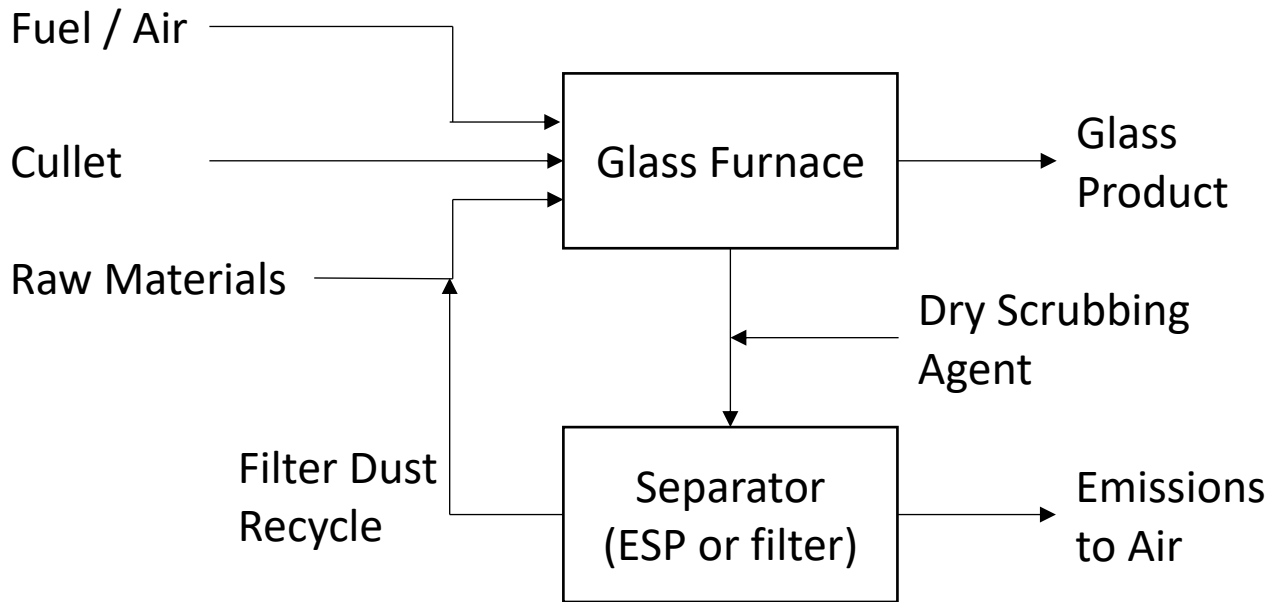 Fuel / Air
Cullet
Raw Materials
Glass Furnace
Glass
Product
Dry Scrubbing
Agent
Filter Dust
Recycle
Separator
(ESP or filter)
Emissions
to Air